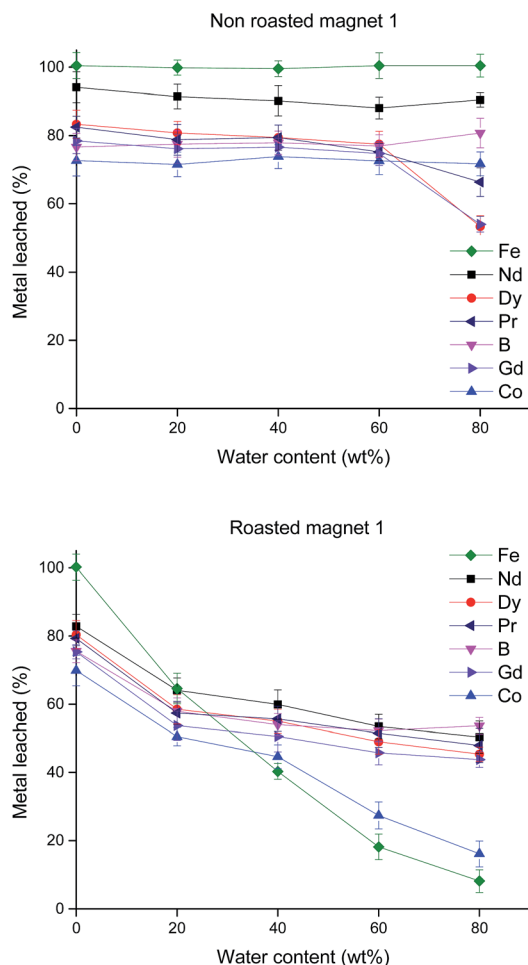 Non roasted magnet 1
Metal leached (%)
100
80
60
40
20
0
Fe
Nd
Dy
Pr
B
Gd
Co
0 20 40 60 80
Water content (wt%)
Roasted magnet 1
Metal leached (%)
100
80
60
40
20
0
Fe
Nd
Dy
Pr
B
Gd
Co
0 20 40 60 80
Water content (wt%)